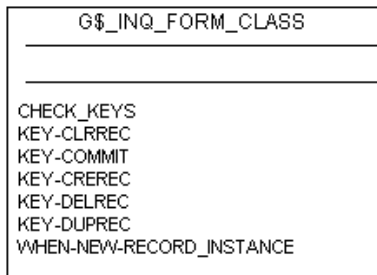 G$_INQ_FORM_CLASS
CHECK_KEYS
KEY-CLRREC
KEY-COMMIT
KEY-CREREC
KEY-DELREC
KEY-DUPREC
WHEN-NEW-RECORD_INSTANCE